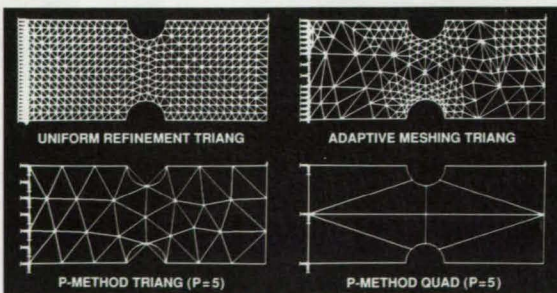 UNIFORM REFINEMENT TRIANG
ADAPTIVE MESHING TRIANG
P-METHOD TRIANG (P=5)
P-METHOD QUAD (P=5)